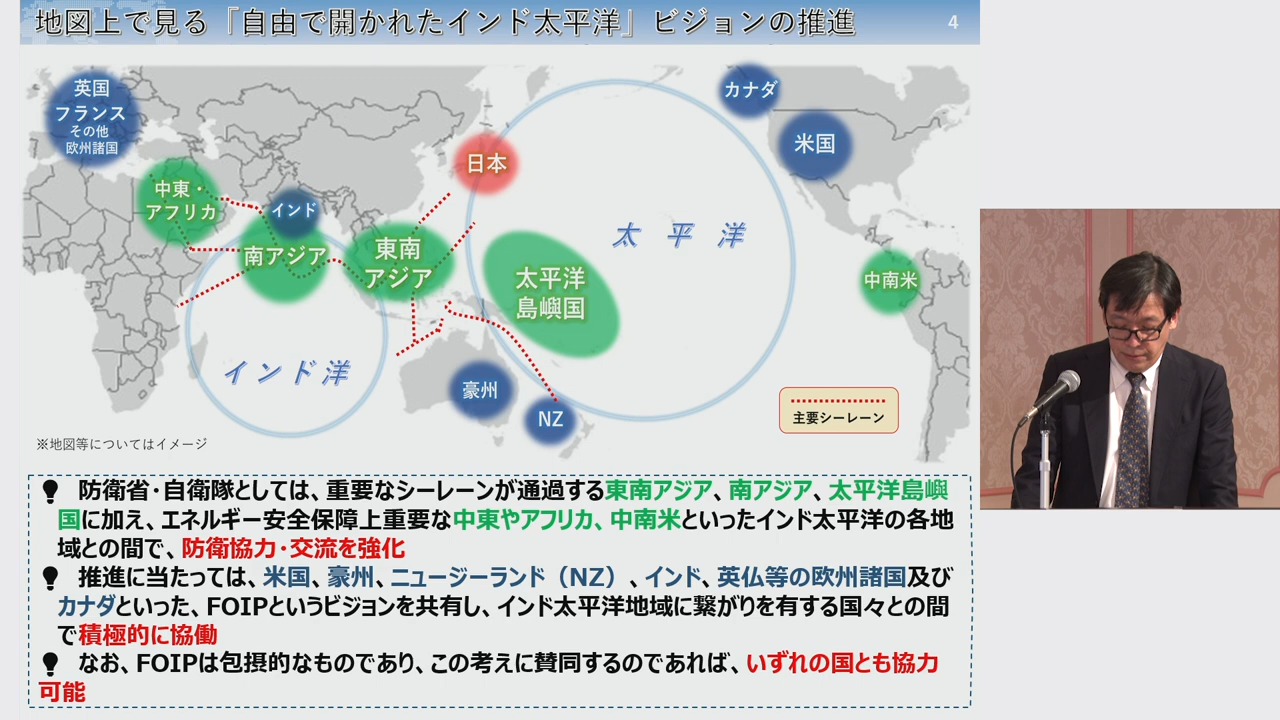 地図上で見る『自由で開かれたインド太平洋』ビジョンの推進
4
英国
フランス
その他
欧州諸国
中東・
アフリカ
インド
南アジア
東南
アジア
日本
太平洋
島嶼国
太平洋
カナダ
米国
中南米
インド洋
豪州
NZ
主要シーレーン
※地図等についてはイメージ
防衛省・自衛隊としては、重要なシーレーンが通過する東南アジア、南アジア、太平洋島嶼
国に加え、エネルギー安全保障上重要な中東やアフリカ、中南米といったインド太平洋の各地
域との間で、防衛協力・交流を強化
推進に当たっては、米国、豪州、ニュージーランド（NZ）、インド、英仏等の欧州諸国及び
カナダといった、FOIPというビジョンを共有し、インド太平洋地域に繋がりを有する国々との間
で積極的に協働
なお、FOIPは包摂的なものであり、この考えに賛同するのであれば、いずれの国とも協力
可能